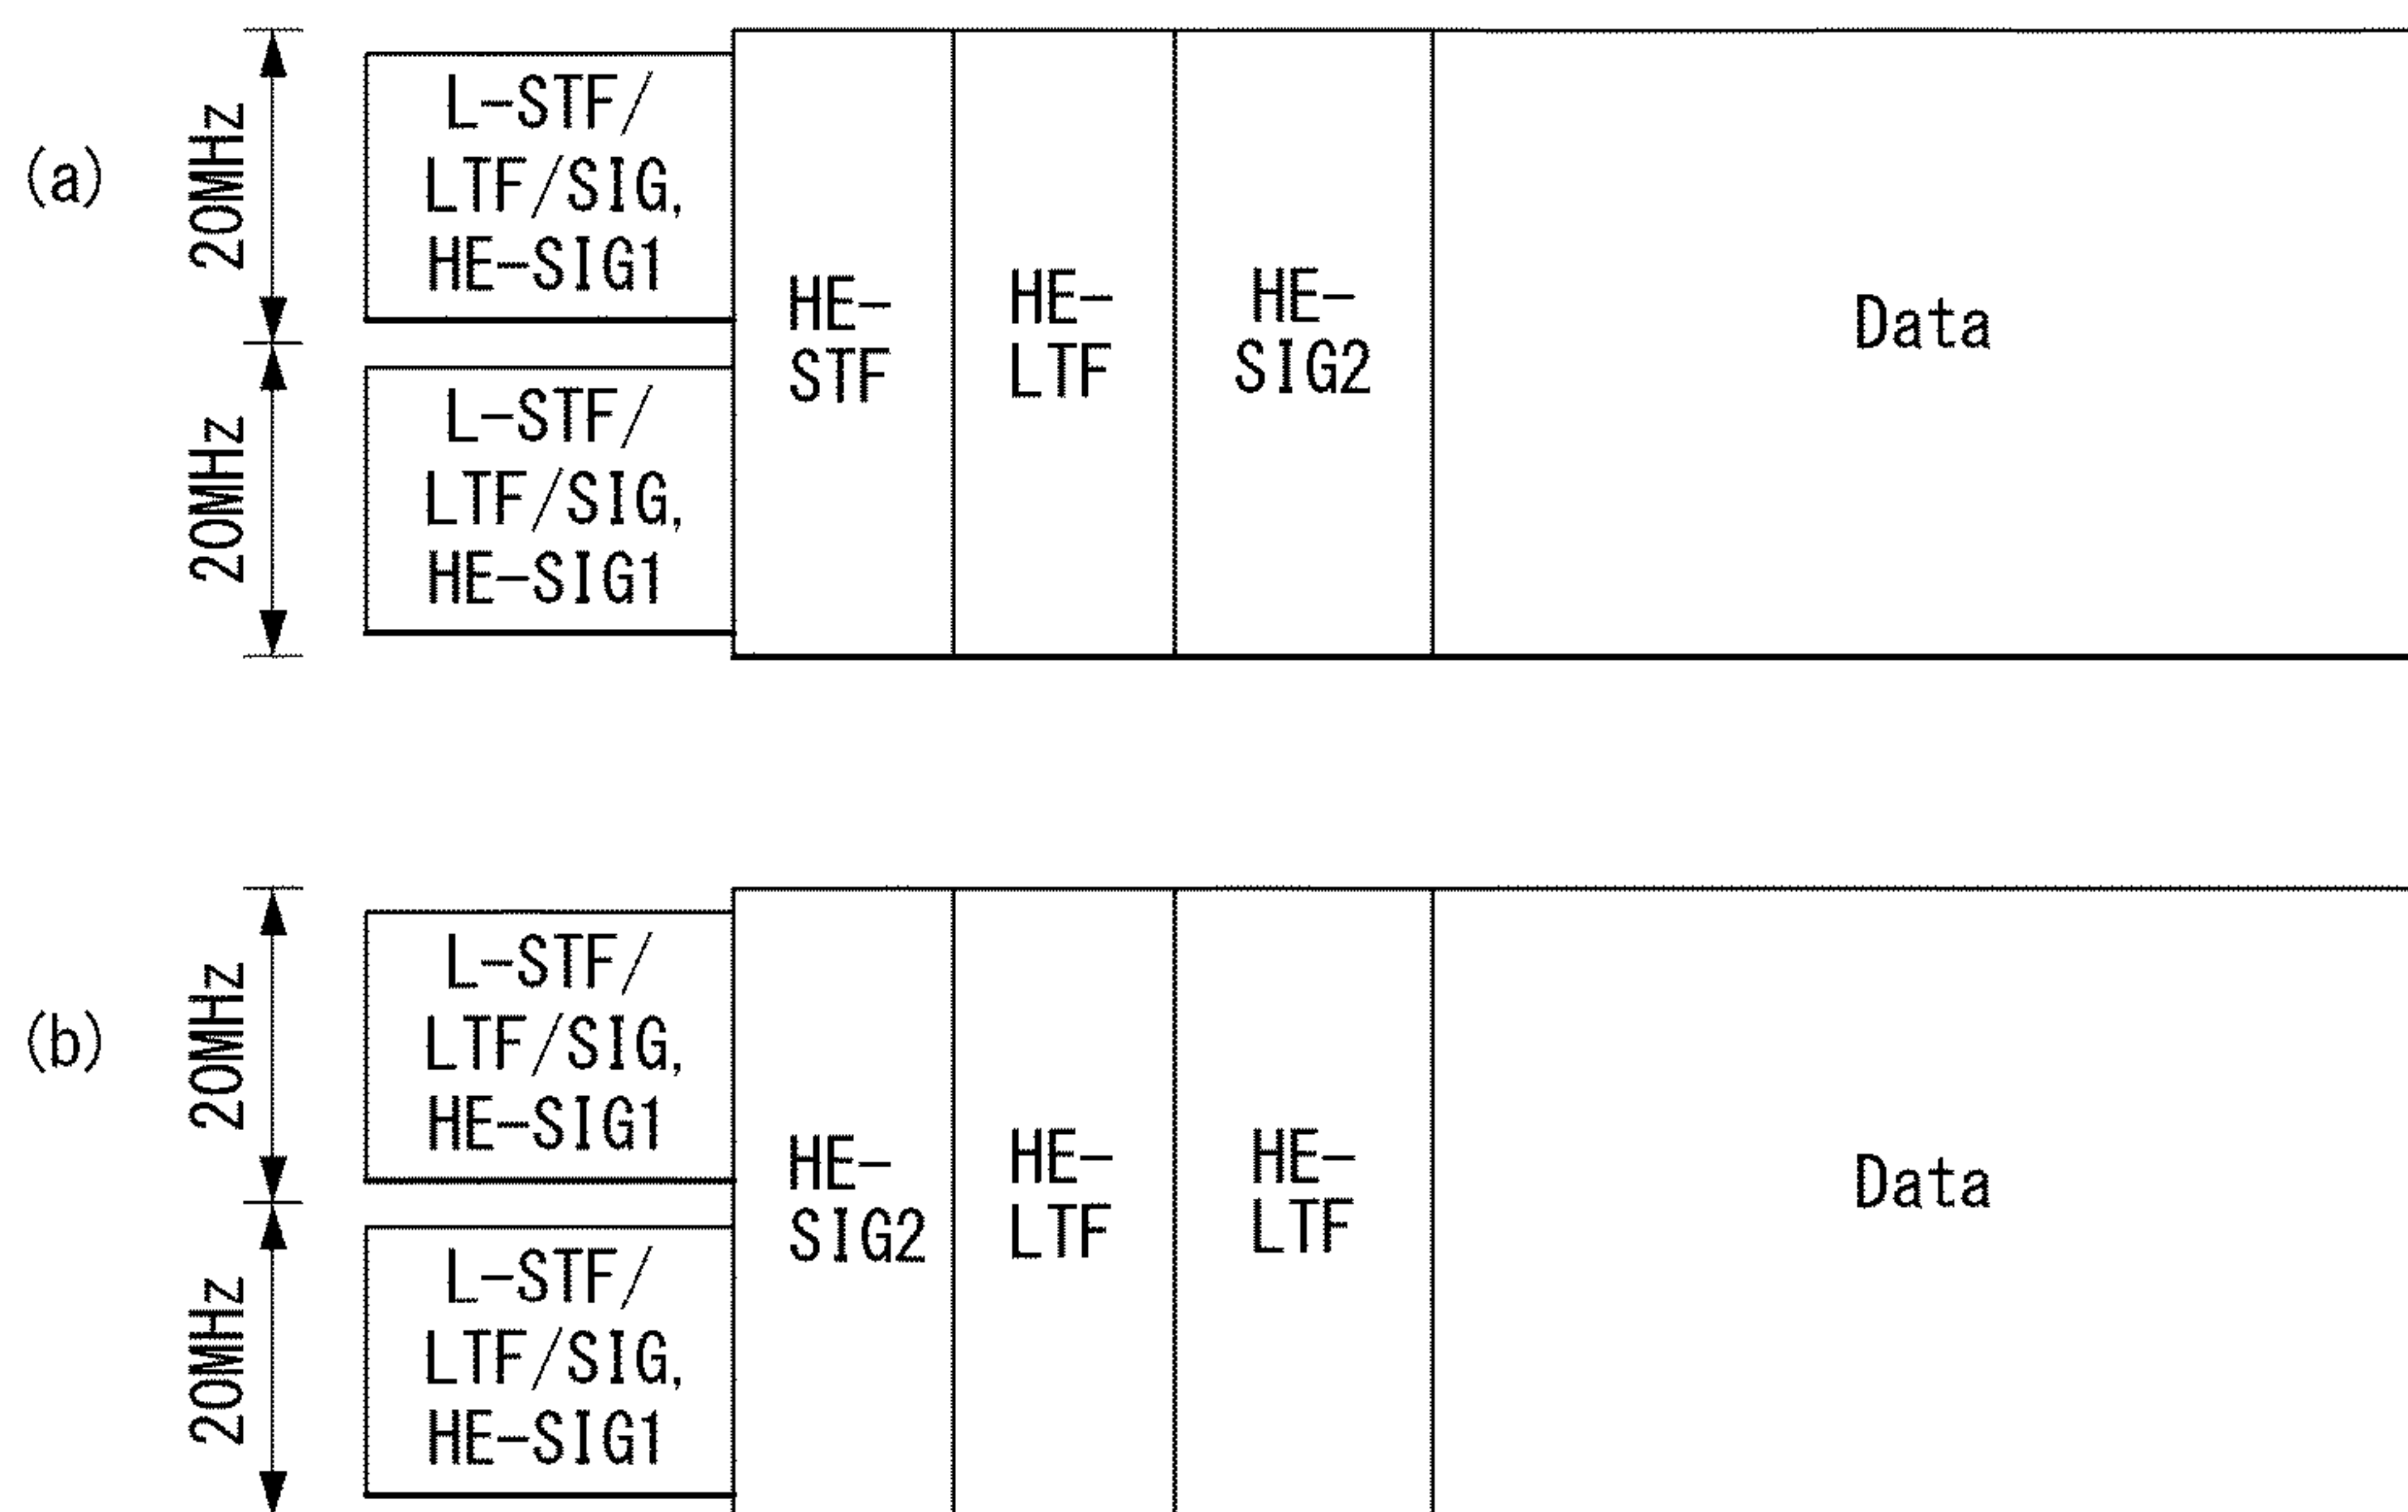 (a)
20MHz
L-STF/
LTF/SIG,
HE-SIG1
20MHz
L-STF/
LTF/SIG,
HE-SIG1
HE-
STF
HE-
LTF
HE-
SIG2
Data
(b)
20MHz
L-STF/
LTF/SIG,
HE-SIG1
20MHz
L-STF/
LTF/SIG,
HE-SIG1
HE-
SIG2
HE-
LTF
HE-
LTF
Data